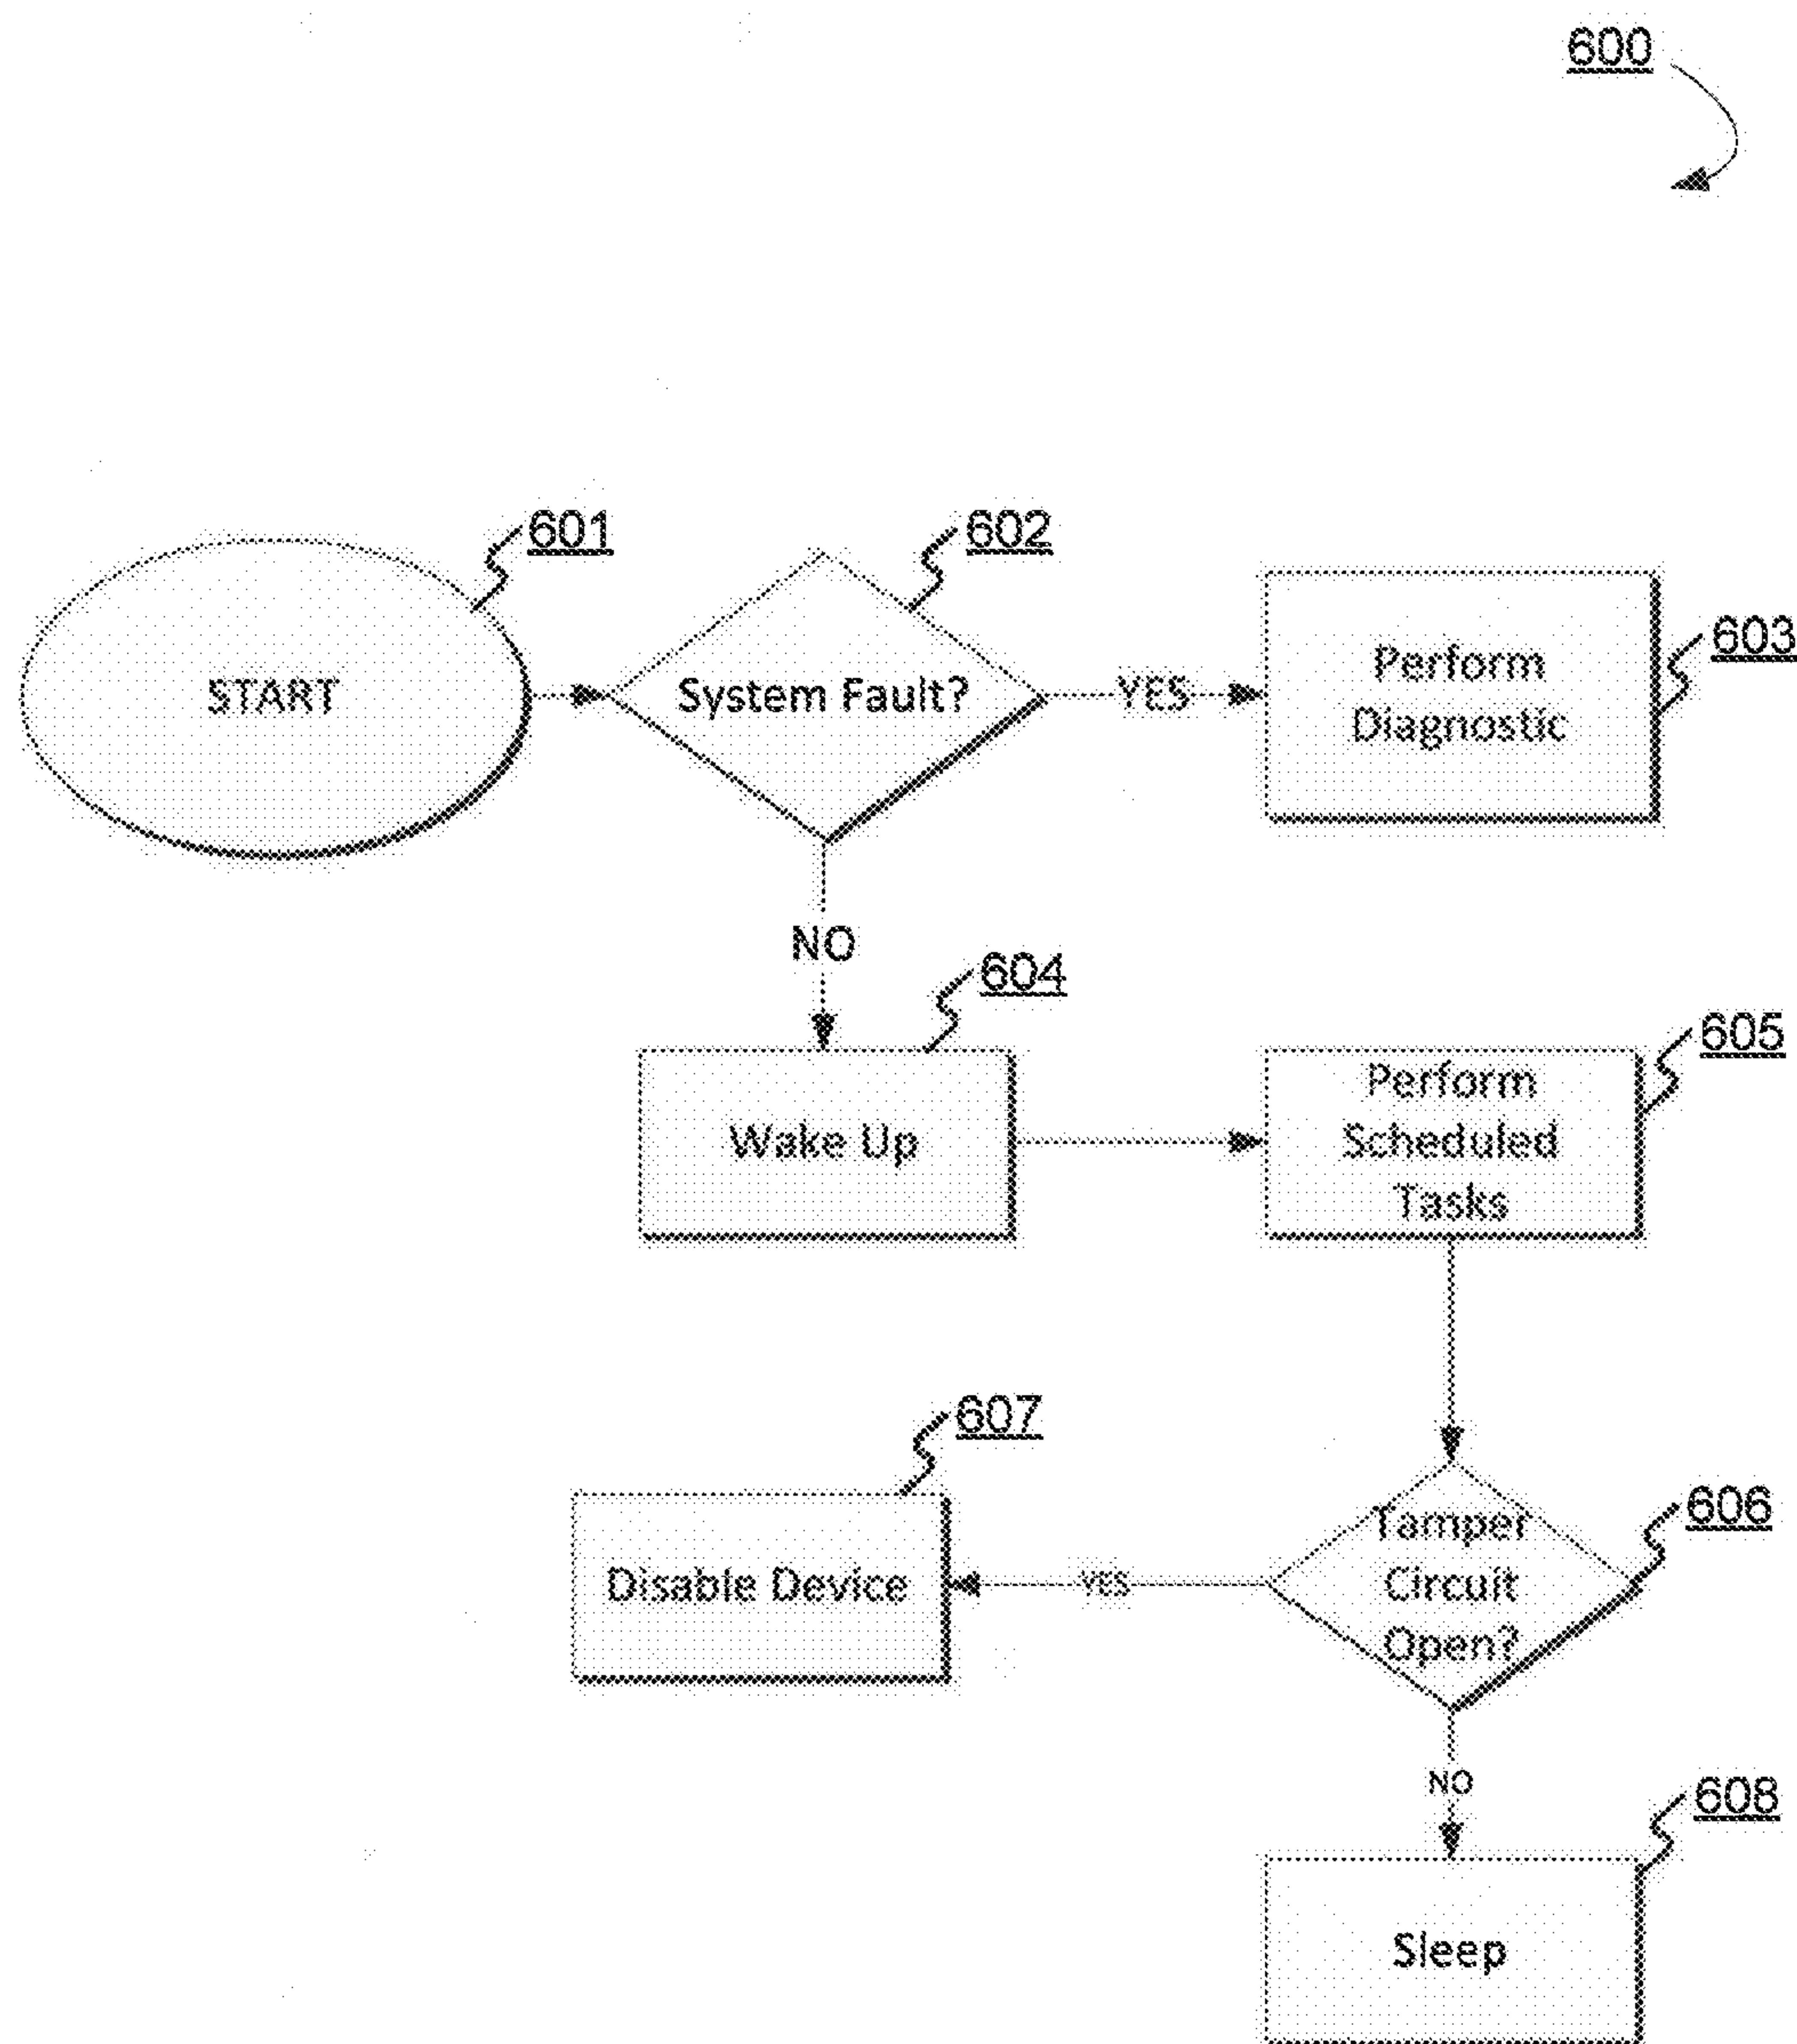 600
601
602
START
System Fault?
YES
Perform
Diagnostic
603
NO
604
Wake Up
605
Perform
Scheduled
Tasks
607
Disable Device
YES
606
Tamper
Circuit
Open?
NO
608
Sleep